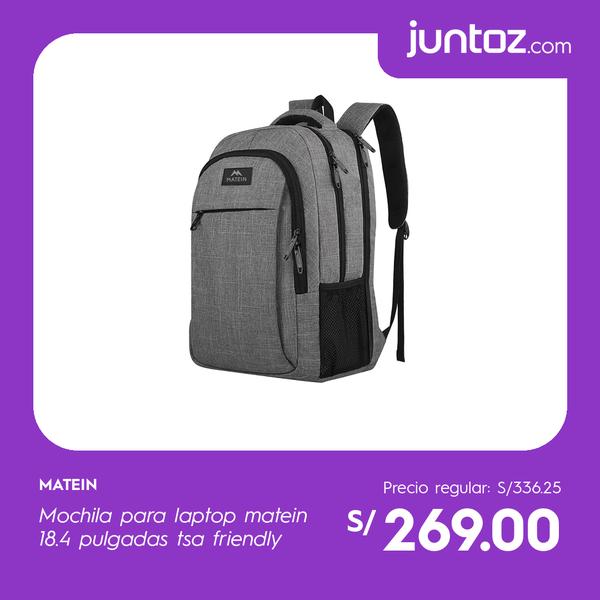 juntoz.com
MATEIN
MATEIN
Mochila para laptop matein
18.4 pulgadas tsa friendly
Precio regular: S/336.25
S/ 269.00